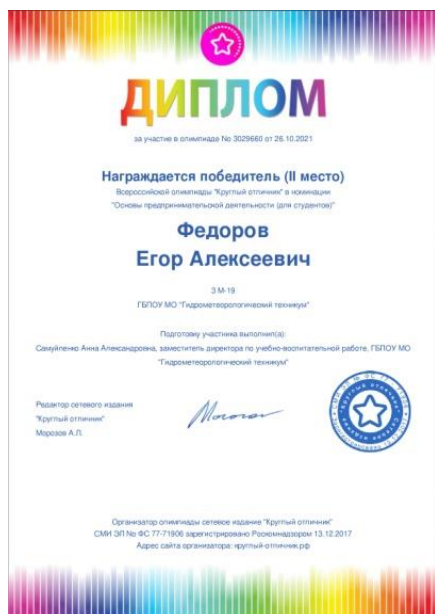 ДИПЛОМ
за участие в олимпиаде No 3029660 от 26.10.2021
Награждается победитель (II место)
Всероссийской олимпиады "Круглый отличник" в номинации
"Основы предпринимательской деятельности (для студентов)"
Федоров
Егор Алексеевич
3 М-19
ГБПОУ МО "Гидрометеорологический техникум"
Подготовку участника выполнил(а):
Самуйленко Анна Александровна, заместитель директора по учебно-воспитательной работе, ГБПОУ МО
"Гидрометеорологический техникум"
Редактор сетевого издания
"Круглый отличник"
Морозов А.П.
Организатор олимпиады сетевое издание "Круглый отличник"
СМИ ЭЛ No ФС 77-71906 зарегистрировано Роскомнадзором 13.12.2017
Адрес сайта организатора: круглый-отличник.рф